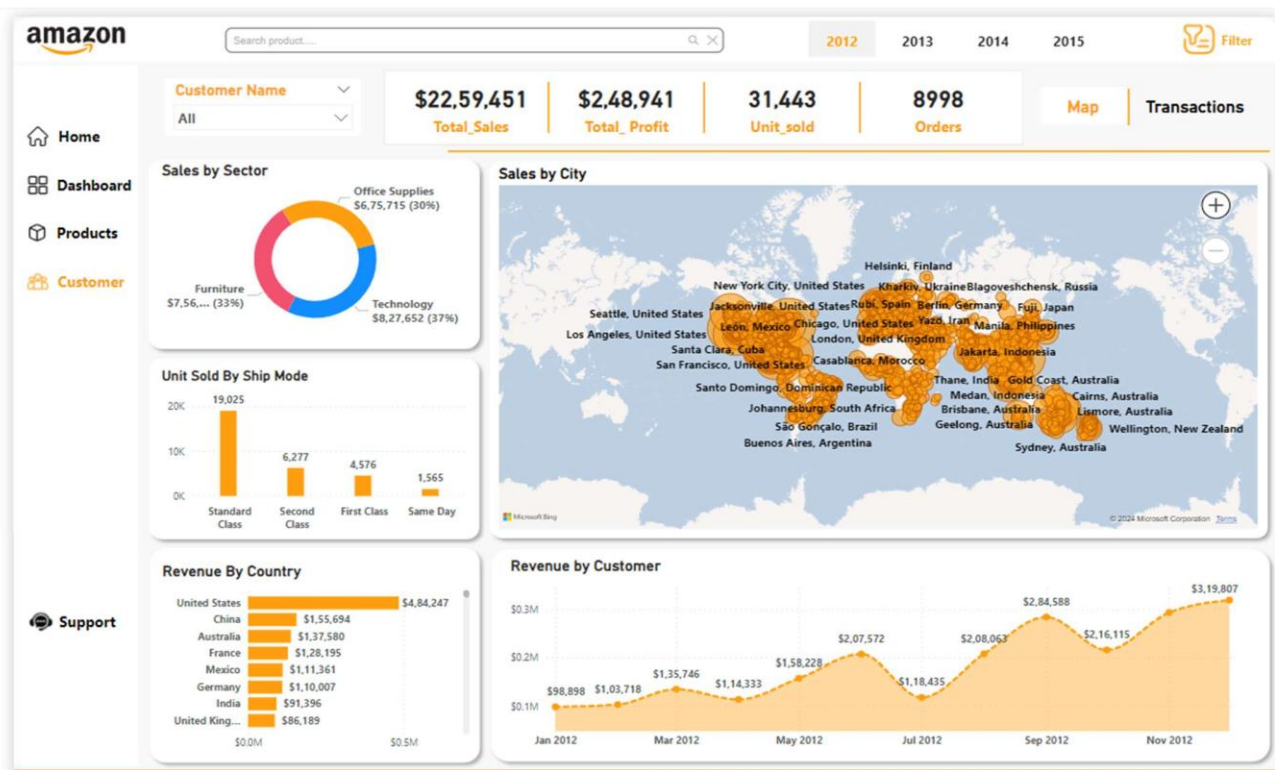 amazon
Search product.....
2012
2013
2014
2015
Filter
Customer Name
All
$22,59,451
Total_Sales
$2,48,941
Total_ Profit
31,443
Unit_sold
8998
Orders
Map
Transactions
Home
Dashboard
Products
Customer
Support
Sales by Sector
Office Supplies
$6,75,715 (30%)
Furniture
$7,56,... (33%)
Technology
$8,27,652 (37%)
Sales by City
Helsinki, Finland
New York City, United States
Kharkiv, Ukraine
Blagoveshchensk, Russia
Jacksonville, United States
Rubí, Spain
Berlin, Germany
Fuji, Japan
Seattle, United States
León, Mexico
Chicago, United States
Yazd, Iran
Manila, Philippines
Los Angeles, United States
London, United Kingdom
Santa Clara, Cuba
Jakarta, Indonesia
San Francisco, United States
Casablanca, Morocco
Santo Domingo, Dominican Republic
Thane, India
Gold Coast, Australia
Medan, Indonesia
Cairns, Australia
Johannesburg, South Africa
Brisbane, Australia
Lismore, Australia
São Gonçalo, Brazil
Geelong, Australia
Wellington, New Zealand
Buenos Aires, Argentina
Sydney, Australia
Microsoft Bing
© 2024 Microsoft Corporation Terms
Unit Sold By Ship Mode
20K
10K
0K
19,025
6,277
4,576
1,565
Standard
Class
Second
Class
First Class
Same Day
Revenue By Country
United States $4,84,247
China $1,55,694
Australia $1,37,580
France $1,28,195
Mexico $1,11,361
Germany $1,10,007
India $91,396
United King... $86,189
$0.0M
$0.5M
Revenue by Customer
$0.3M
$0.2M
$0.1M
$98,898
$1,03,718
$1,35,746
$1,14,333
$1,58,228
$2,07,572
$1,18,435
$2,08,063
$2,84,588
$2,16,115
$3,19,807
Jan 2012
Mar 2012
May 2012
Jul 2012
Sep 2012
Nov 2012